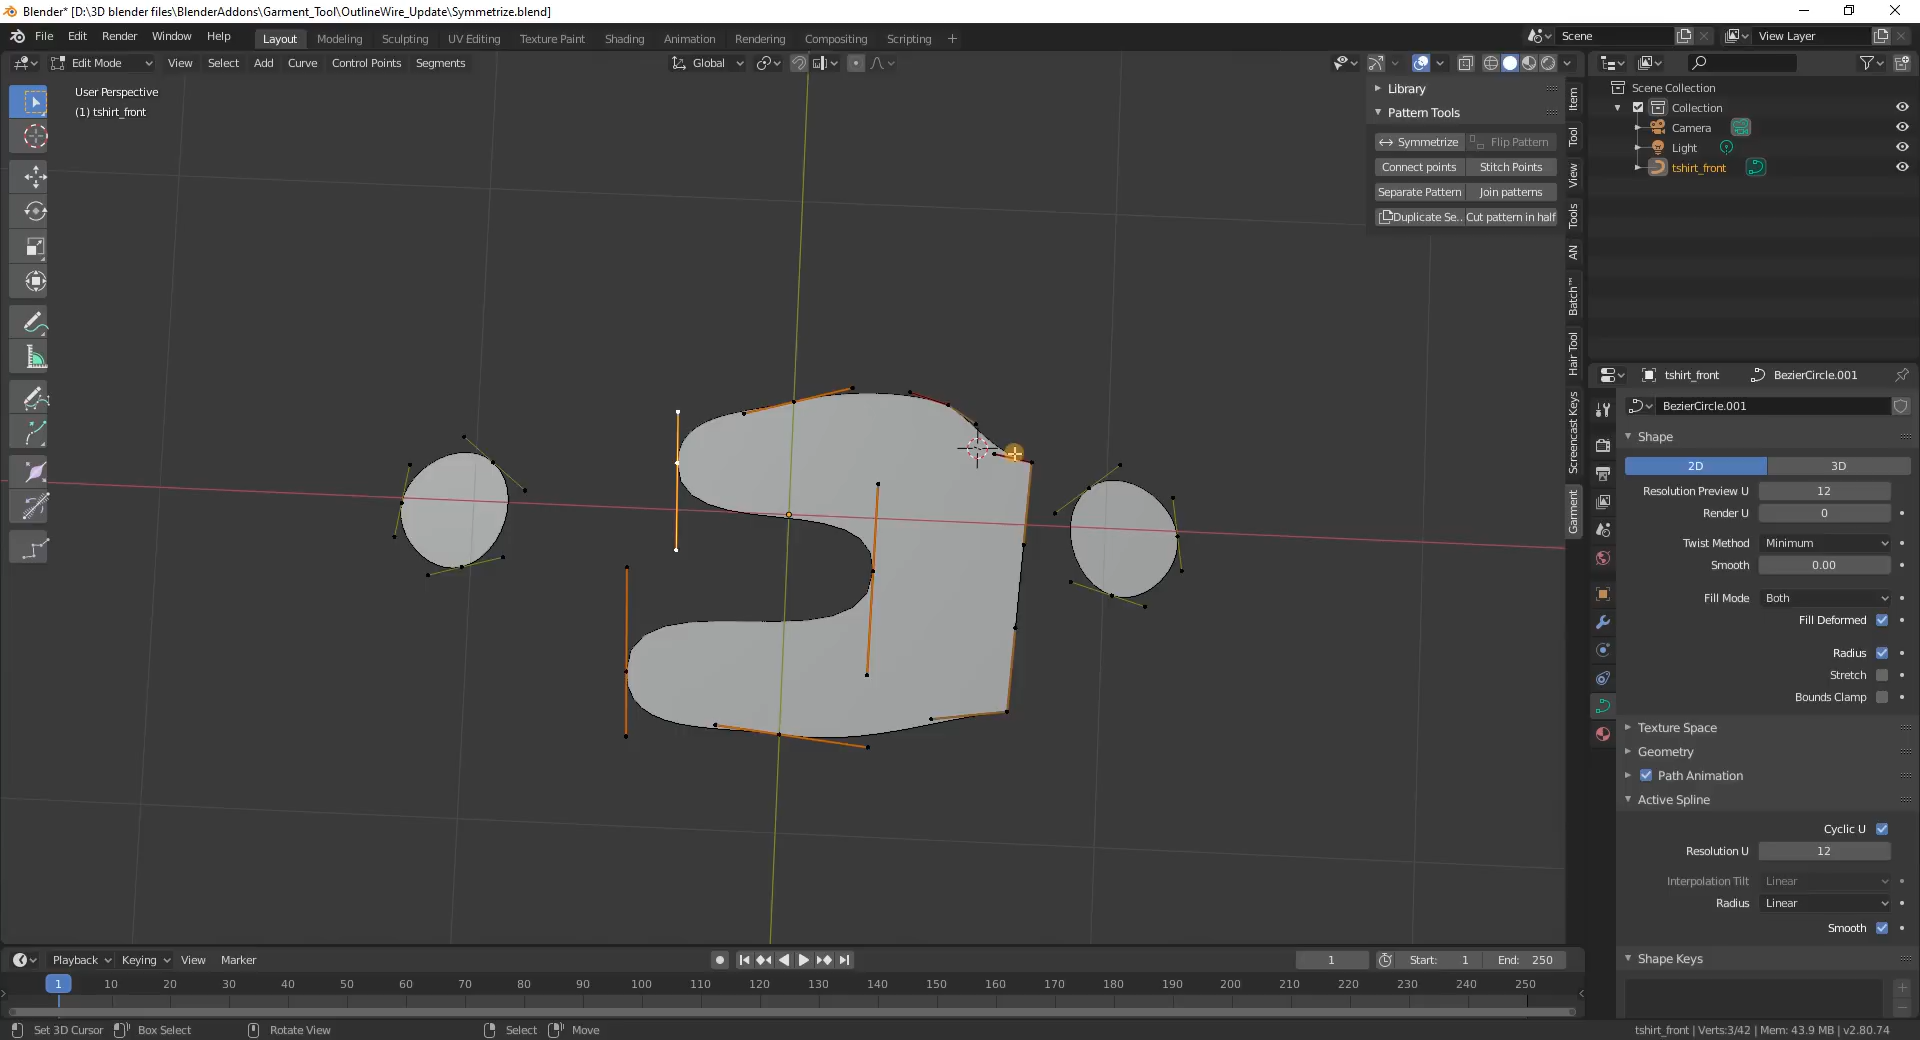 Blender* [D:\3D blender files\BlenderAddons\Garment_Tool\OutlineWire_Update\Symmetrize.blend]
File Edit Render Window Help Layout Modeling Sculpting UV Editing Texture Paint Shading Animation Rendering Compositing Scripting + Scene View Layer
Edit Mode View Select Add Curve Control Points Segments Global
User Perspective
(1) tshirt_front
Library
Pattern Tools
Symmetrize Flip Pattern
Connect points Stitch Points
Separate Pattern Join patterns
Duplicate Se.. Cut pattern in half
Item
Tool
View
Tools
AN
Batch™
Hair Tool
Screencast Keys
Garment
Scene Collection
Collection
Camera
Light
tshirt_front
tshirt_front BezierCircle.001
BezierCircle.001
Shape
2D 3D
Resolution Preview U 12
Render U 0
Twist Method Minimum
Smooth 0.00
Fill Mode Both
Fill Deformed
Radius
Stretch
Bounds Clamp
Texture Space
Geometry
Path Animation
Active Spline
Cyclic U
Resolution U 12
Interpolation Tilt Linear
Radius Linear
Smooth
Shape Keys
Playback Keying View Marker 1 Start: 1 End: 250
1 10 20 30 40 50 60 70 80 90 100 110 120 130 140 150 160 170 180 190 200 210 220 230 240 250
Set 3D Cursor Box Select Rotate View Select Move tshirt_front | Verts:3/42 | Mem: 43.9 MB | v2.80.74